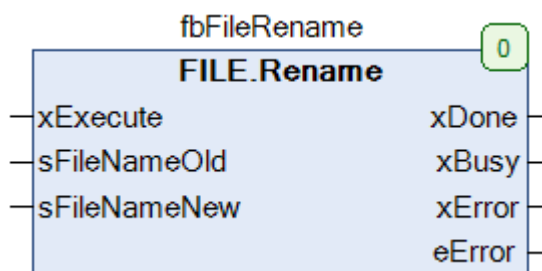 fbFileRename
0
FILE.Rename
xExecute xDone
sFileNameOld xBusy
sFileNameNew xError
eError